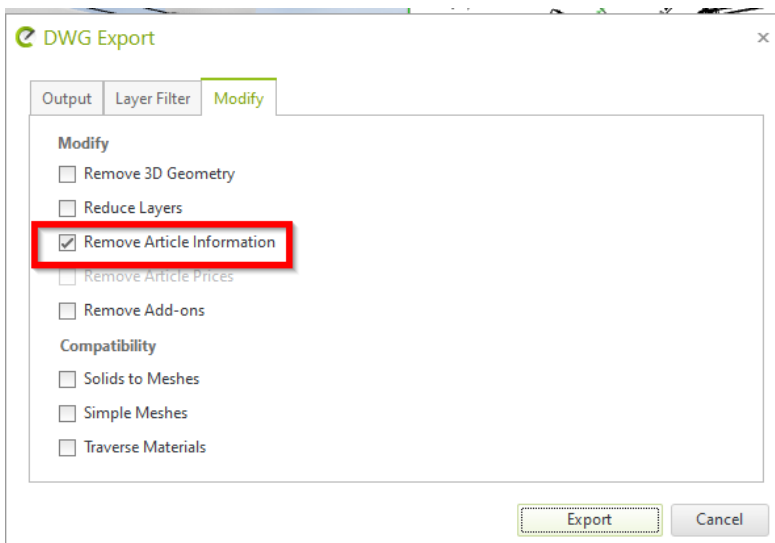 DWG Export
Output Layer Filter Modify
Modify
Remove 3D Geometry
Reduce Layers
Remove Article Information
Remove Article Prices
Remove Add-ons
Compatibility
Solids to Meshes
Simple Meshes
Traverse Materials
Export Cancel